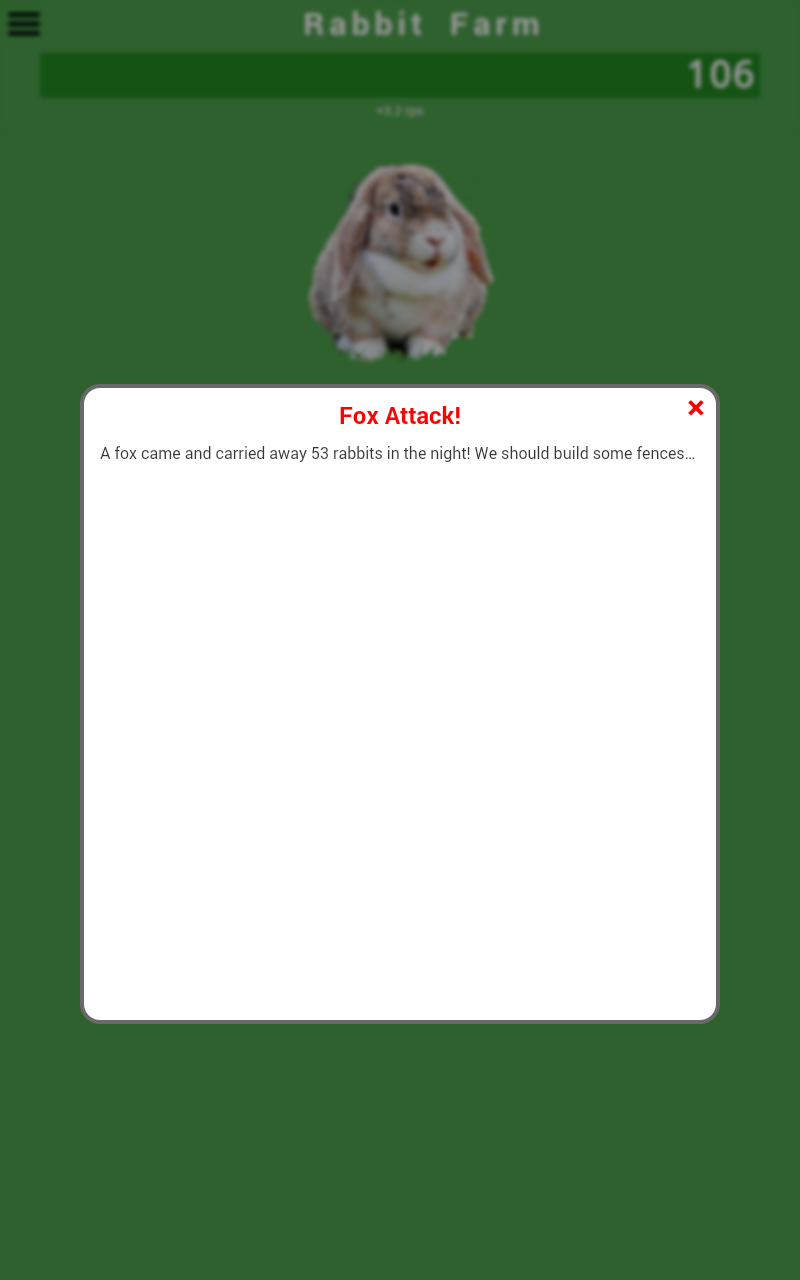 Rabbit Farm
106
Fox Attack!
A fox came and carried away 53 rabbits in the night! We should build some fences...